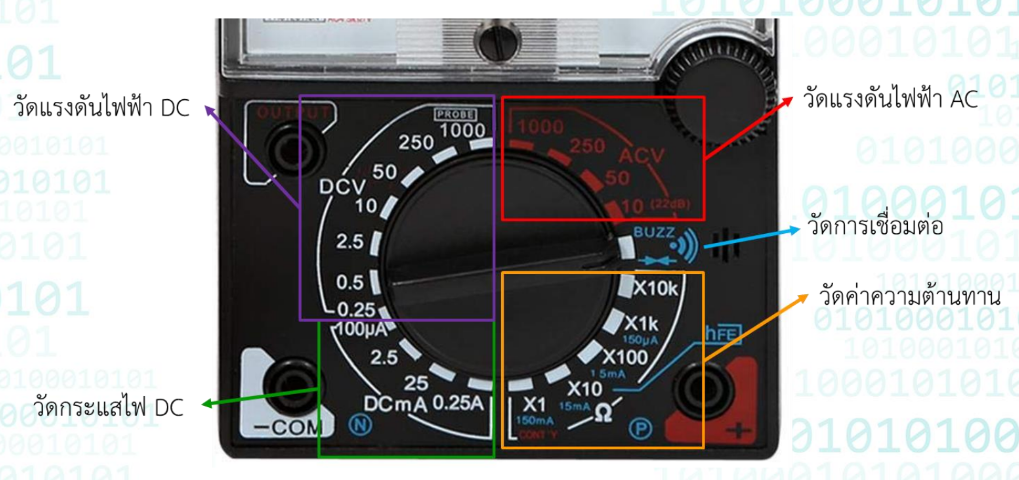 วัดแรงดันไฟฟ้า DC
วัดแรงดันไฟฟ้า AC
วัดการเชื่อมต่อ
วัดค่าความต้านทาน
วัดกระแสไฟ DC
OUTPUT
PROBE
1000
250
50
DCV
10
2.5
0.5
0.25
100µA
2.5
25
DCmA 0.25A
1000
250
ACV
50
10 (22dB)
BUZZ
X10k
X1k
150µA
hFE
X100
1.5mA
X10
15mA
Ω
X1
150mA
CONT'Y
−COM
N
P
+